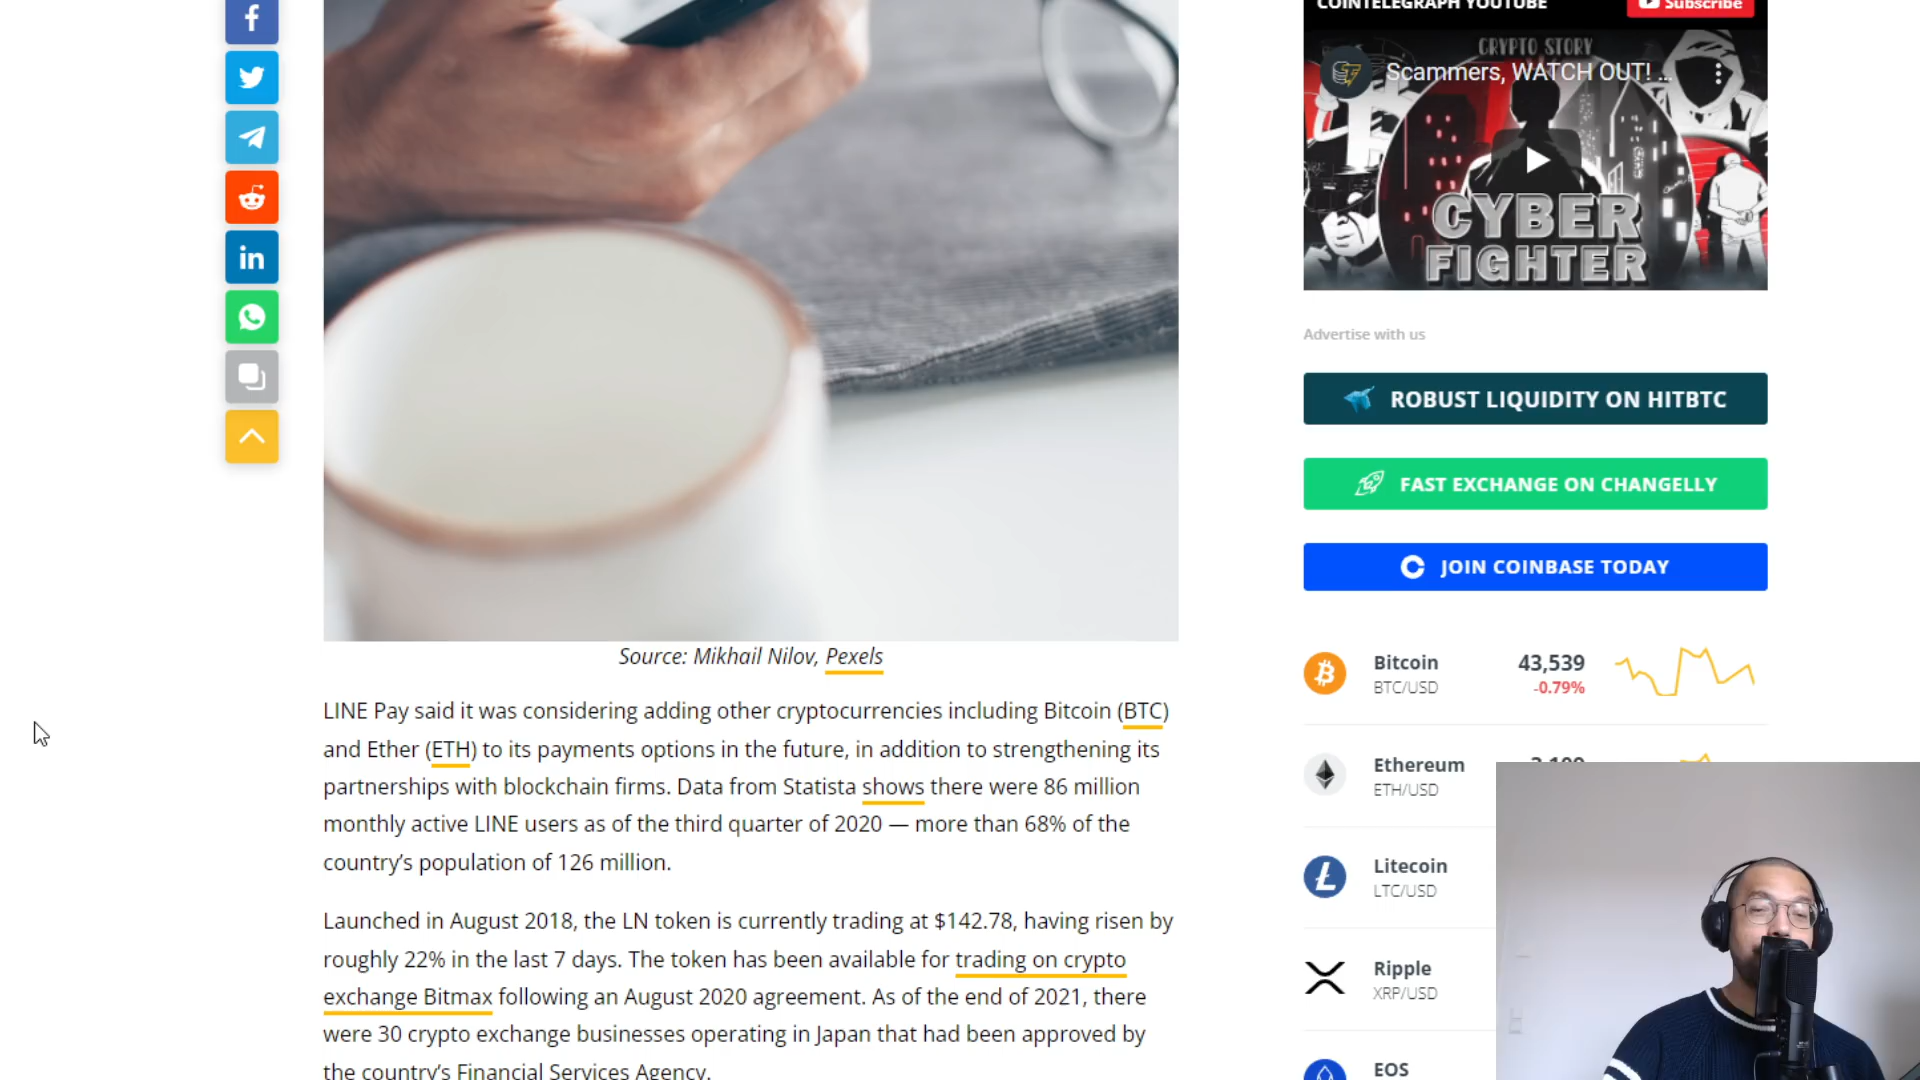 COINTELEGRAPH YOUTUBE
Subscribe
CRYPTO STORY
Scammers, WATCH OUT! ...
CYBER
FIGHTER
Advertise with us
ROBUST LIQUIDITY ON HITBTC
FAST EXCHANGE ON CHANGELLY
JOIN COINBASE TODAY
Source: Mikhail Nilov, Pexels
LINE Pay said it was considering adding other cryptocurrencies including Bitcoin (BTC)
and Ether (ETH) to its payments options in the future, in addition to strengthening its
partnerships with blockchain firms. Data from Statista shows there were 86 million
monthly active LINE users as of the third quarter of 2020 — more than 68% of the
country’s population of 126 million.
Launched in August 2018, the LN token is currently trading at $142.78, having risen by
roughly 22% in the last 7 days. The token has been available for trading on crypto
exchange Bitmax following an August 2020 agreement. As of the end of 2021, there
were 30 crypto exchange businesses operating in Japan that had been approved by
the country’s Financial Services Agency.
Bitcoin 43,539
BTC/USD -0.79%
Ethereum
ETH/USD
Litecoin
LTC/USD
Ripple
XRP/USD
EOS